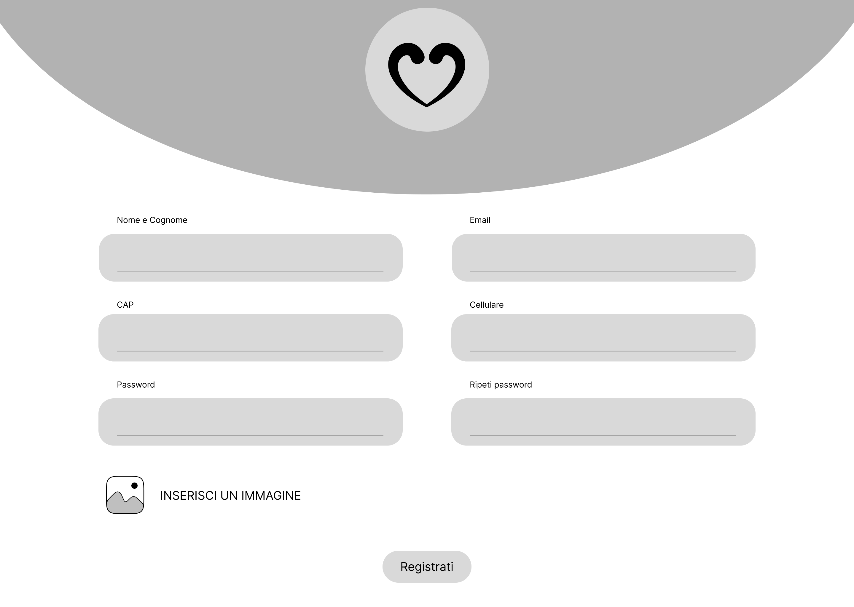 Nome e Cognome
Email
CAP
Cellulare
Password
Ripeti password
INSERISCI UN IMMAGINE
Registrati